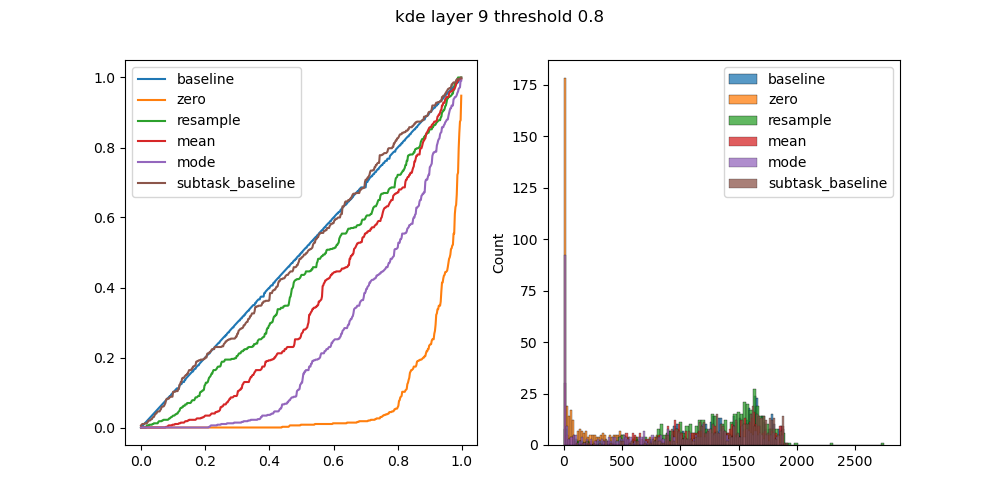 kde layer 9 threshold 0.8
1.0
0.8
0.6
0.4
0.2
0.0
0.0
0.2
0.4
0.6
0.8
1.0
baseline
zero
resample
mean
mode
subtask_baseline
Count
175
150
125
100
75
50
25
0
0
500
1000
1500
2000
2500
baseline
zero
resample
mean
mode
subtask_baseline